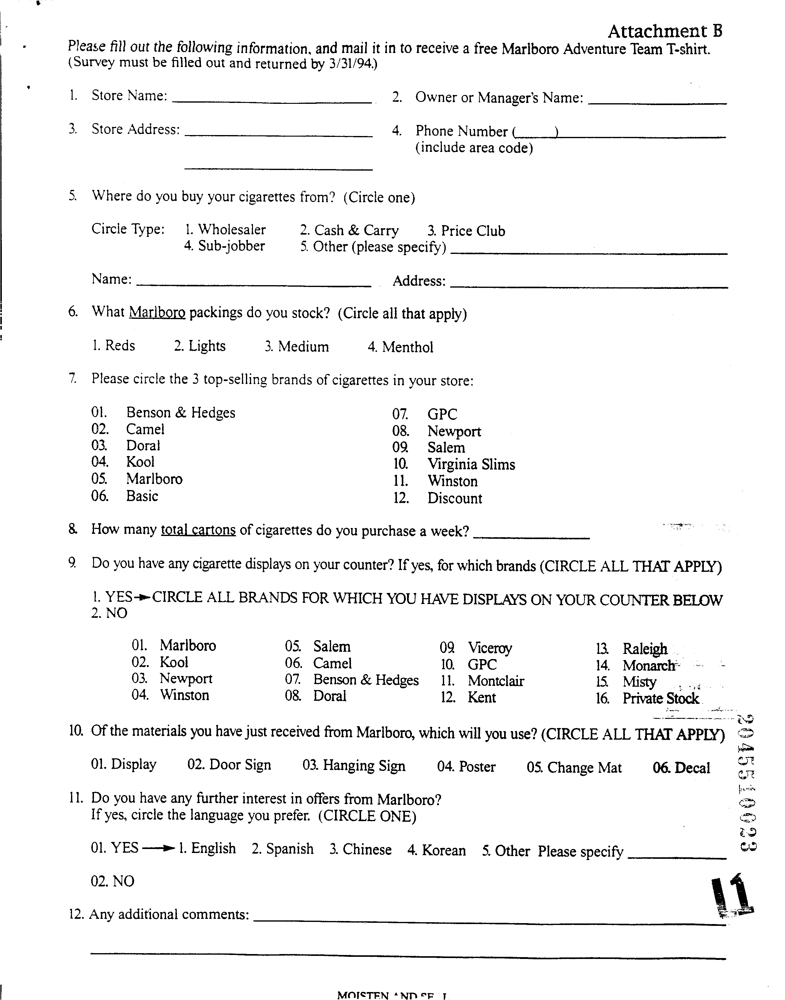 Attachment B
Please fill out the following information, and mail it in to receive a free Marlboro Adventure Team T-shirt.
(Survey must be filled out and returned by 3/31/94.)
1. Store Name: ____________ 2. Owner or Manager's Name: ____________
3. Store Address: ____________ 4. Phone Number (____)____________
(include area code)
5. Where do you buy your cigarettes from? (Circle one)
Circle Type: 1. Wholesaler 2. Cash & Carry 3. Price Club
4. Sub-jobber 5. Other (please specify) ____________
Name: ____________ Address: ____________
6. What Marlboro packings do you stock? (Circle all that apply)
1. Reds 2. Lights 3. Medium 4. Menthol
7. Please circle the 3 top-selling brands of cigarettes in your store:
01. Benson & Hedges 07. GPC
02. Camel 08. Newport
03. Doral 09. Salem
04. Kool 10. Virginia Slims
05. Marlboro 11. Winston
06. Basic 12. Discount
8. How many total cartons of cigarettes do you purchase a week? ____________
9. Do you have any cigarette displays on your counter? If yes, for which brands (CIRCLE ALL THAT APPLY)
1. YES→CIRCLE ALL BRANDS FOR WHICH YOU HAVE DISPLAYS ON YOUR COUNTER BELOW
2. NO
01. Marlboro 05. Salem 09. Viceroy 13. Raleigh
02. Kool 06. Camel 10. GPC 14. Monarch
03. Newport 07. Benson & Hedges 11. Montclair 15. Misty
04. Winston 08. Doral 12. Kent 16. Private Stock
10. Of the materials you have just received from Marlboro, which will you use? (CIRCLE ALL THAT APPLY)
01. Display 02. Door Sign 03. Hanging Sign 04. Poster 05. Change Mat 06. Decal
11. Do you have any further interest in offers from Marlboro?
If yes, circle the language you prefer. (CIRCLE ONE)
01. YES → 1. English 2. Spanish 3. Chinese 4. Korean 5. Other Please specify ____________
02. NO
12. Any additional comments: ____________
2045510023
11
MOISTEN AND SEAL